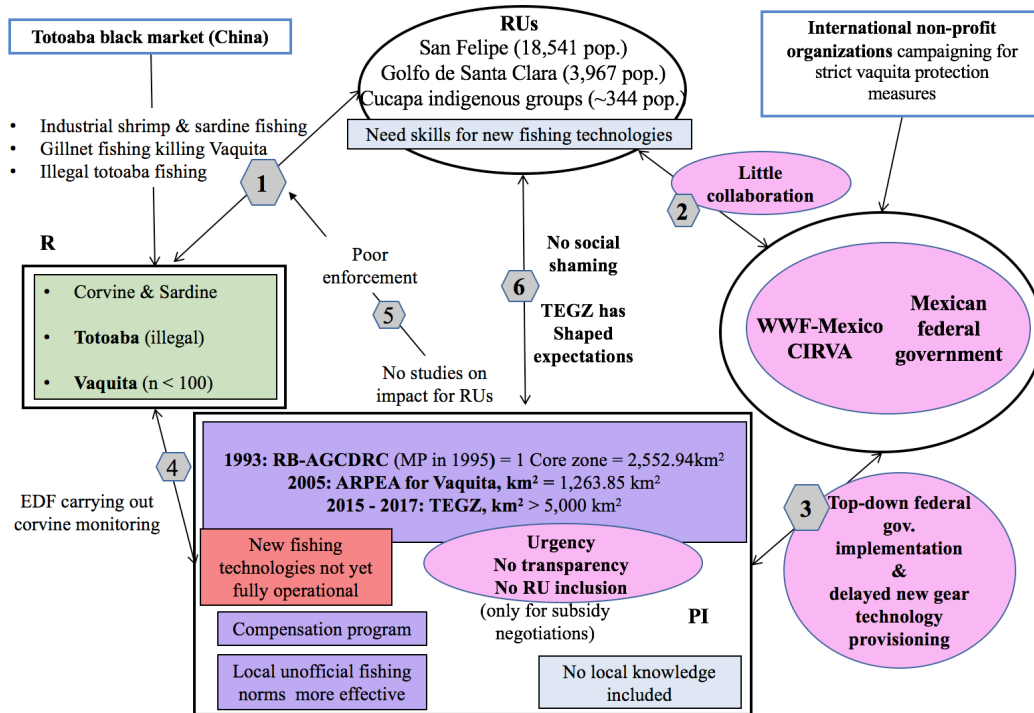 Totoaba black market (China)
RUs
San Felipe (18,541 pop.)
Golfo de Santa Clara (3,967 pop.)
Cucapa indigenous groups (~344 pop.)
Need skills for new fishing technologies
International non-profit
organizations campaigning for
strict vaquita protection
measures
• Industrial shrimp & sardine fishing
• Gillnet fishing killing Vaquita
• Illegal totoaba fishing
1
Little
collaboration
2
R
• Corvine & Sardine
• Totoaba (illegal)
• Vaquita (n < 100)
Poor
enforcement
5
No studies on
impact for RUs
No social
shaming
6
TEGZ has
Shaped
expectations
WWF-Mexico
CIRVA
Mexican
federal
government
4
EDF carrying out
corvine monitoring
1993: RB-AGCDRC (MP in 1995) = 1 Core zone = 2,552.94km²
2005: ARPEA for Vaquita, km² = 1,263.85 km²
2015 - 2017: TEGZ, km² > 5,000 km²
New fishing
technologies not yet
fully operational
Urgency
No transparency
No RU inclusion
(only for subsidy
negotiations)
PI
Compensation program
Local unofficial fishing
norms more effective
No local knowledge
included
3
Top-down federal
gov.
implementation
&
delayed new gear
technology
provisioning